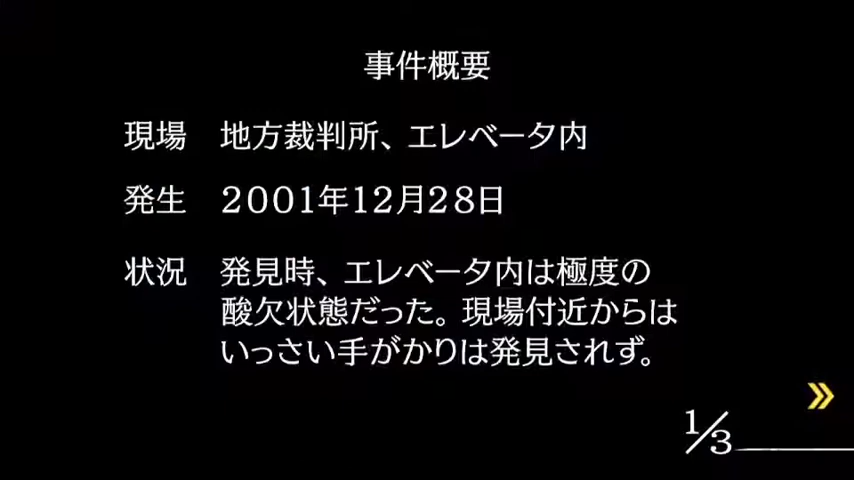 事件概要
現場 地方裁判所、エレベータ内
発生 2001年12月28日
状況 発見時、エレベータ内は極度の
酸欠状態だった。現場付近からは
いっさい手がかりは発見されず。
1/3